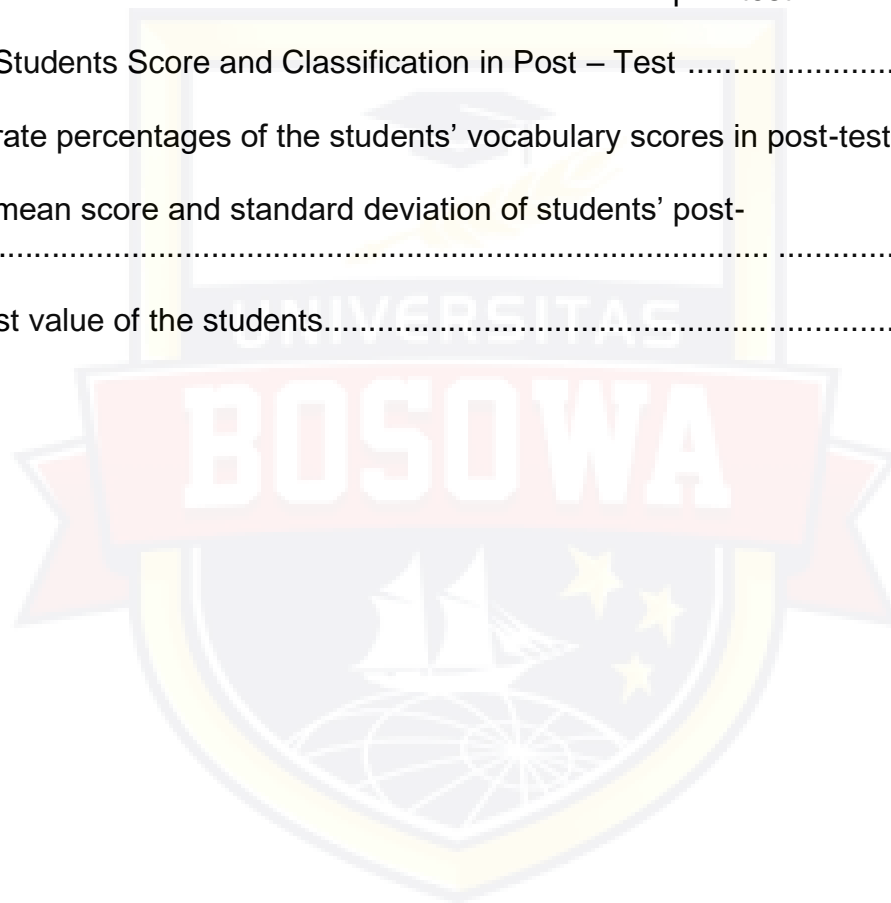 Students Score and Classification in Post – Test ......................
rate percentages of the students’ vocabulary scores in post-test
mean score and standard deviation of students’ post-
..................................................................................... .............
st value of the students...............................................................
UNIVERSITAS
BOSOWA